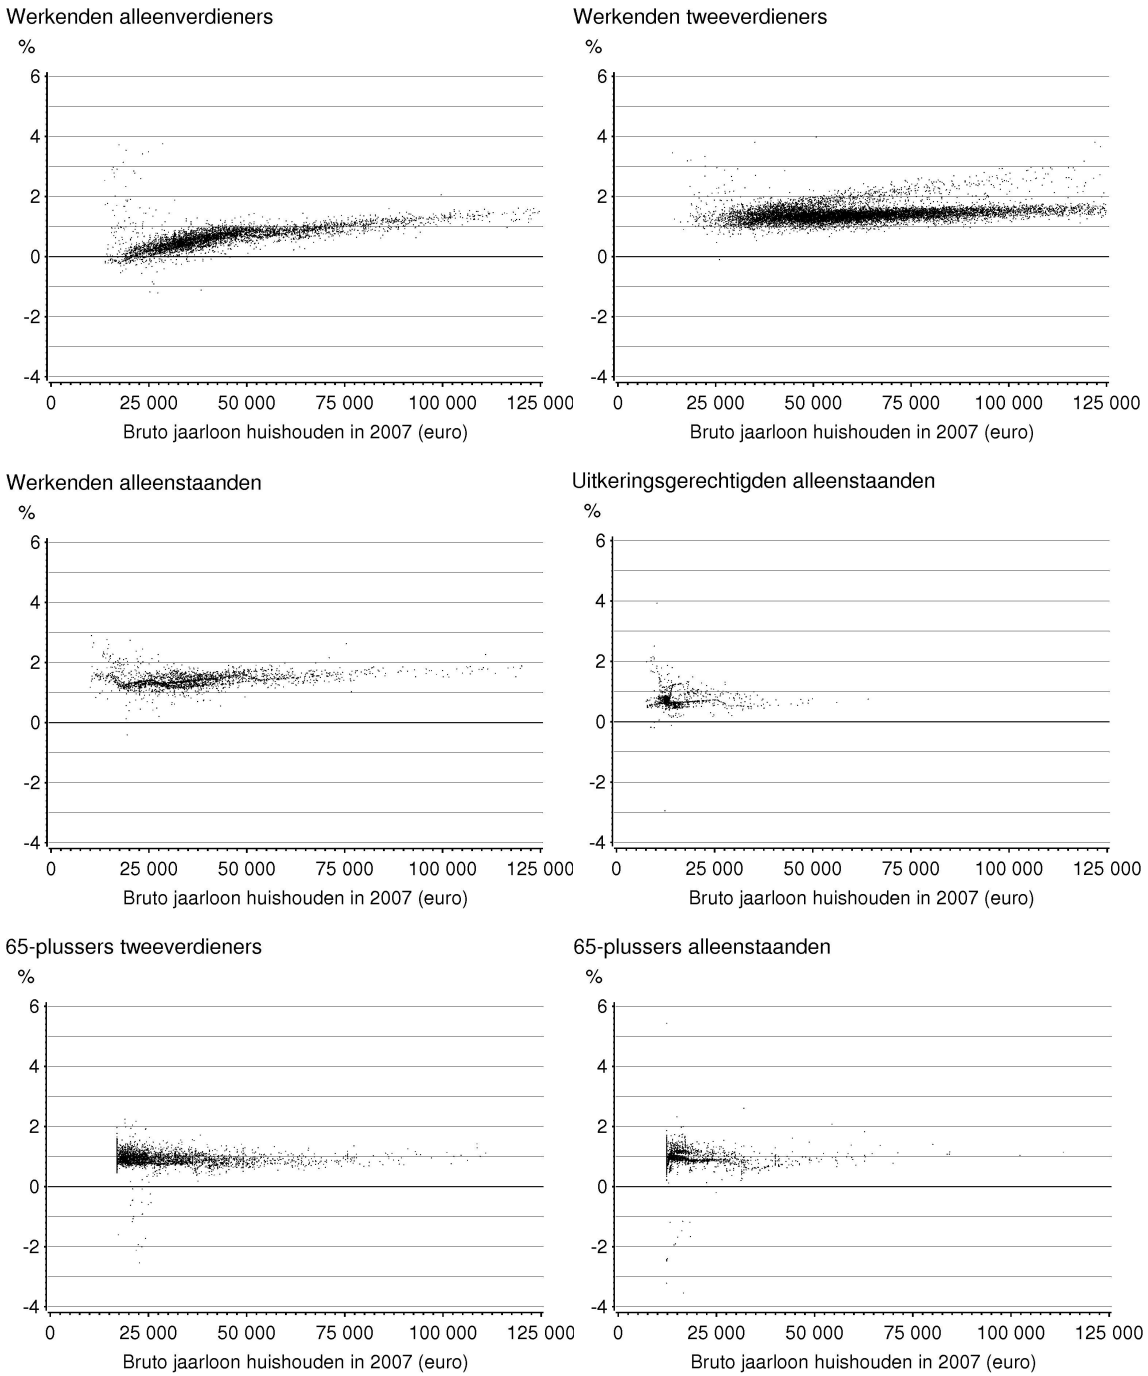 Werkenden alleenverdieners
%
6
4
2
0
-2
-4
0 25 000 50 000 75 000 100 000 125 000
Bruto jaarloon huishouden in 2007 (euro)
Werkenden tweeverdieners
%
6
4
2
0
-2
-4
0 25 000 50 000 75 000 100 000 125 000
Bruto jaarloon huishouden in 2007 (euro)
Werkenden alleenstaanden
%
6
4
2
0
-2
-4
0 25 000 50 000 75 000 100 000 125 000
Bruto jaarloon huishouden in 2007 (euro)
Uitkeringsgerechtigden alleenstaanden
%
6
4
2
0
-2
-4
0 25 000 50 000 75 000 100 000 125 000
Bruto jaarloon huishouden in 2007 (euro)
65-plussers tweeverdieners
%
6
4
2
0
-2
-4
0 25 000 50 000 75 000 100 000 125 000
Bruto jaarloon huishouden in 2007 (euro)
65-plussers alleenstaanden
%
6
4
2
0
-2
-4
0 25 000 50 000 75 000 100 000 125 000
Bruto jaarloon huishouden in 2007 (euro)